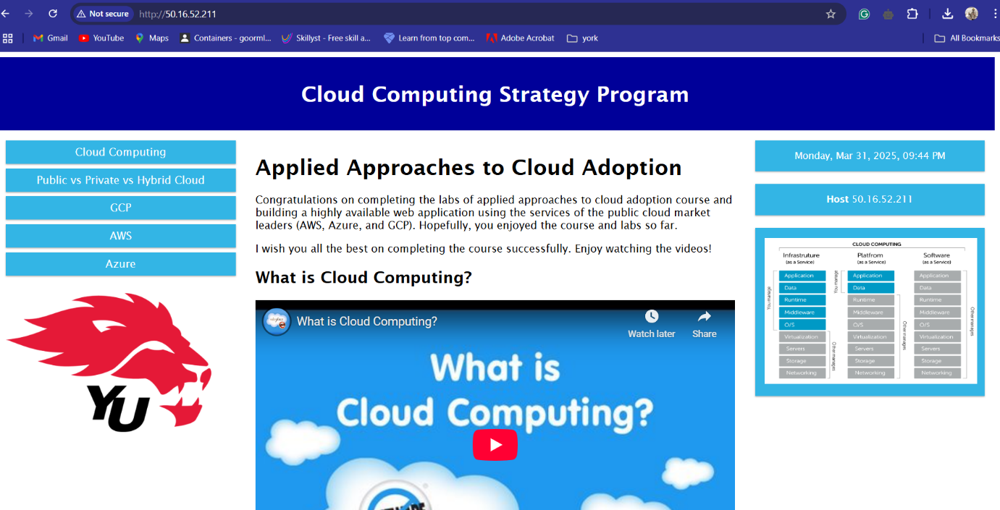 Not secure
http://50.16.52.211
Gmail
YouTube
Maps
Containers - goorml...
Skillyst - Free skill a...
Learn from top com...
Adobe Acrobat
york
All Bookmarks
Cloud Computing Strategy Program
Cloud Computing
Public vs Private vs Hybrid Cloud
GCP
AWS
Azure
YU
Applied Approaches to Cloud Adoption
Congratulations on completing the labs of applied approaches to cloud adoption course and
building a highly available web application using the services of the public cloud market
leaders (AWS, Azure, and GCP). Hopefully, you enjoyed the course and labs so far.
I wish you all the best on completing the course successfully. Enjoy watching the videos!
What is Cloud Computing?
What is Cloud Computing?
Watch later
Share
What is
Cloud Computing?
Monday, Mar 31, 2025, 09:44 PM
Host 50.16.52.211
CLOUD COMPUTING
Infrastruture
(as a Service)
You manage
Application
Data
Runtime
Middleware
O/S
Virtualization
Servers
Storage
Networking
Other manages
Platfrom
(as a Service)
You manage
Application
Data
Runtime
Middleware
O/S
Virtualization
Servers
Storage
Networking
Other manages
Software
(as a Service)
Application
Data
Runtime
Middleware
O/S
Virtualization
Servers
Storage
Networking
Other manages